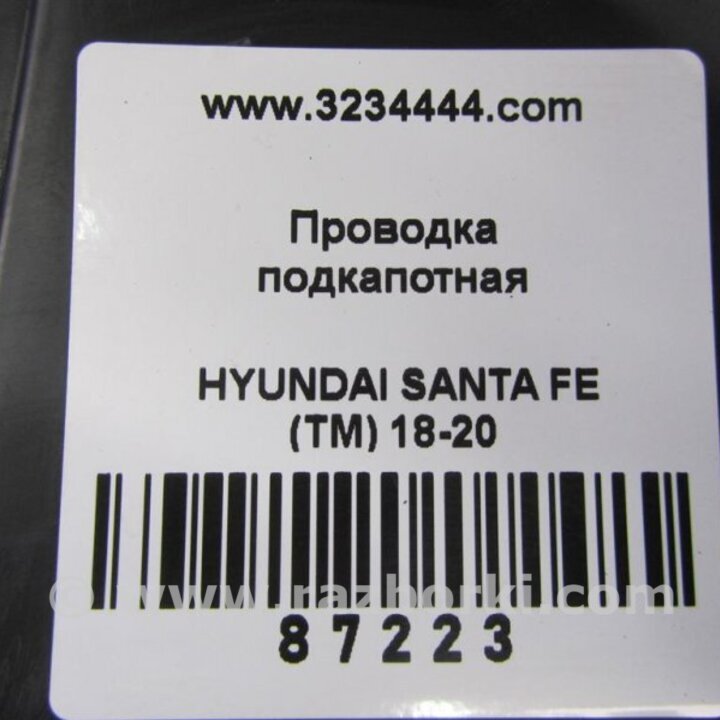 www.3234444.com
Проводка
подкапотная
HYUNDAI SANTA FE
(TM) 18-20
© www.razborki.com
87223